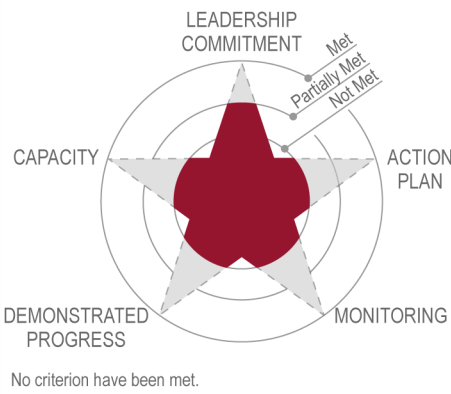 LEADERSHIP
COMMITMENT
Met
Partially Met
Not Met
CAPACITY
ACTION
PLAN
DEMONSTRATED
PROGRESS
MONITORING
No criterion have been met.